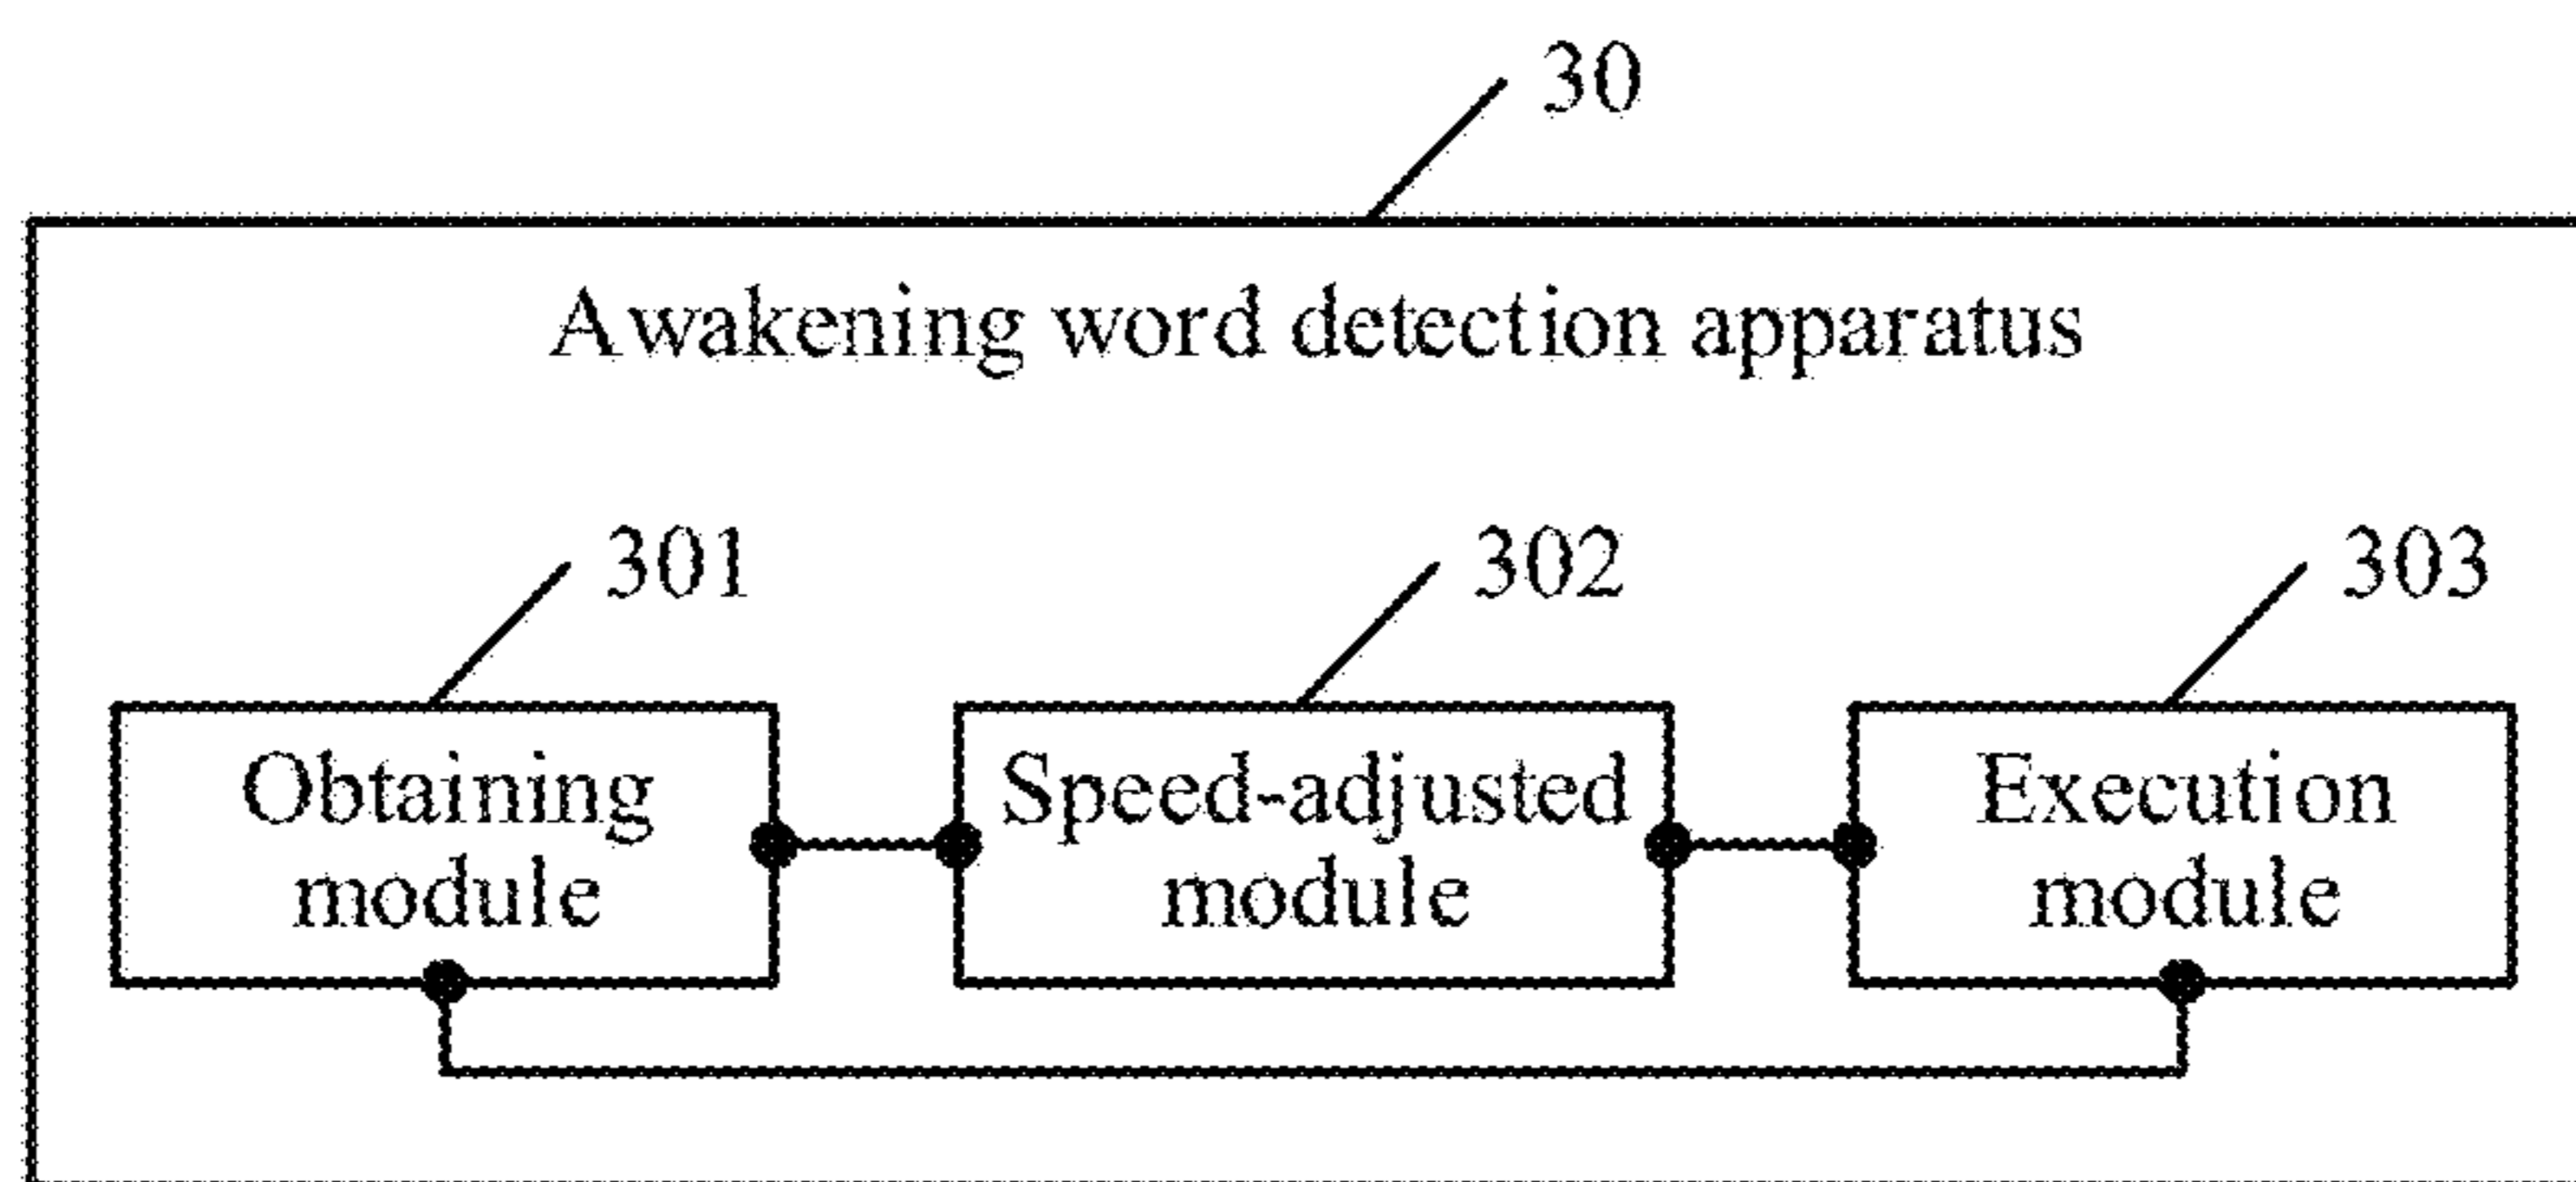 30
Awakening word detection apparatus
301
302
303
Obtaining
module
Speed-adjusted
module
Execution
module